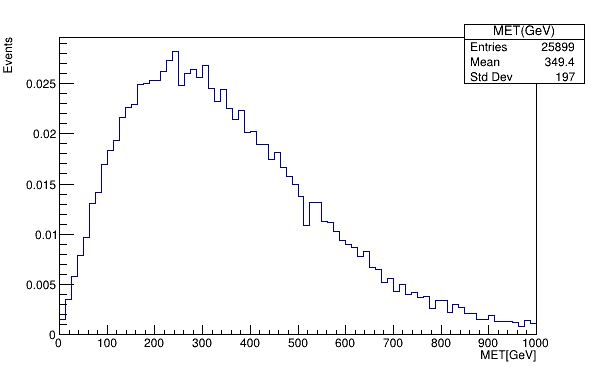 MET(GeV)
Entries 25899
Mean 349.4
Std Dev 197
Events
0.025
0.02
0.015
0.01
0.005
0
0 100 200 300 400 500 600 700 800 900 1000
MET[GeV]